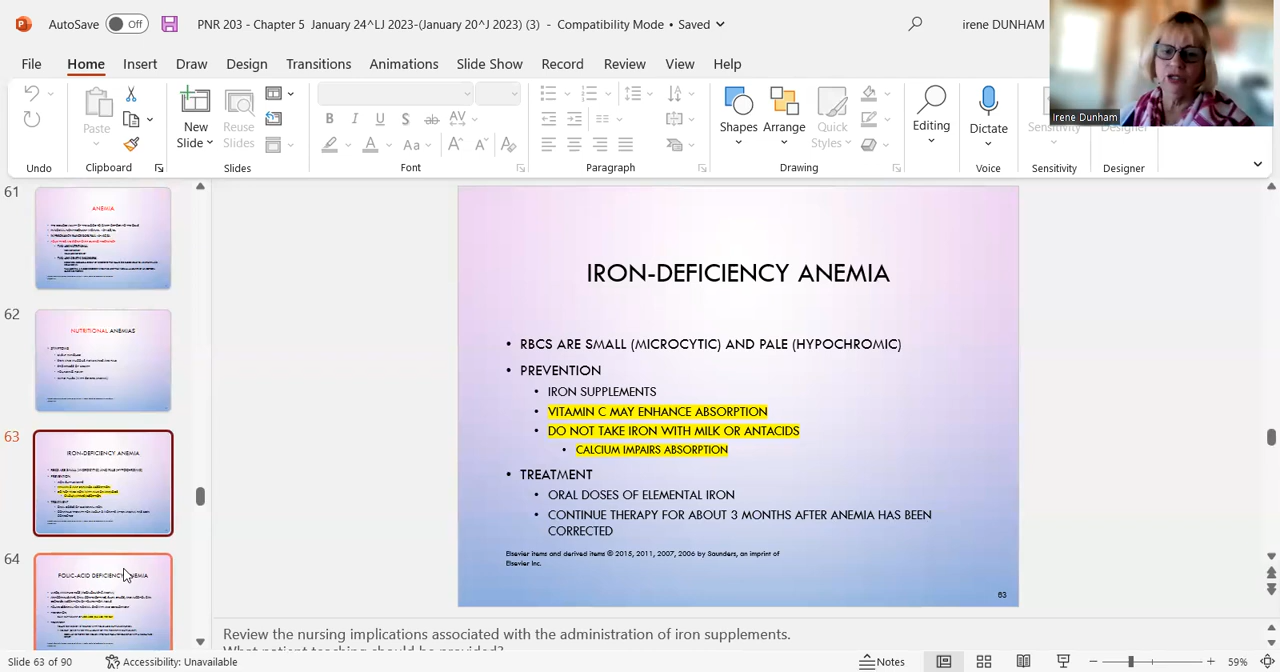 AutoSave Off PNR 203 - Chapter 5 January 24^LJ 2023-(January 20^J 2023) (3) - Compatibility Mode • Saved irene DUNHAM
File Home Insert Draw Design Transitions Animations Slide Show Record Review View Help
Paste
New Slide
Reuse Slides
Shapes
Arrange
Quick Styles
Editing
Dictate
Sensitivity
Designer
Irene Dunham
Undo Clipboard Slides Font Paragraph Drawing Voice Sensitivity Designer
61
ANEMIA
62
NUTRITIONAL ANEMIAS
63
IRON-DEFICIENCY ANEMIA
64
FOLIC-ACID DEFICIENCY ANEMIA
IRON-DEFICIENCY ANEMIA
• RBCS ARE SMALL (MICROCYTIC) AND PALE (HYPOCHROMIC)
• PREVENTION
• IRON SUPPLEMENTS
• VITAMIN C MAY ENHANCE ABSORPTION
• DO NOT TAKE IRON WITH MILK OR ANTACIDS
• CALCIUM IMPAIRS ABSORPTION
• TREATMENT
• ORAL DOSES OF ELEMENTAL IRON
• CONTINUE THERAPY FOR ABOUT 3 MONTHS AFTER ANEMIA HAS BEEN
CORRECTED
Elsevier items and derived items © 2015, 2011, 2007, 2006 by Saunders, an imprint of
Elsevier Inc.
63
Review the nursing implications associated with the administration of iron supplements.
What patient teaching should be provided?
Slide 63 of 90 Accessibility: Unavailable Notes 59%